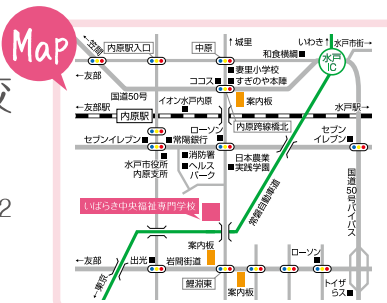 Map
校
2
←笠間
内原駅入口
中原
↑城里
いわき↑
水戸市街→
和食横綱
水戸
IC
妻里小学校
ココス
すぎのや本陣
←友部
国道50号
案内板
←友部駅
イオン水戸内原
水戸駅→
内原駅
内原跨線橋北
ローソン
セブンイレブン
常陽銀行
セブン
イレブン
水戸市役所
内原支所
消防署
ヘルス
パーク
日本農業
実践学園
国道50号バイパス
いばらき中央福祉専門学校
常磐自動車道
案内板
←友部
出光
岩間街道
ローソン
←東京
鯉淵東
案内板
トイザ
らス